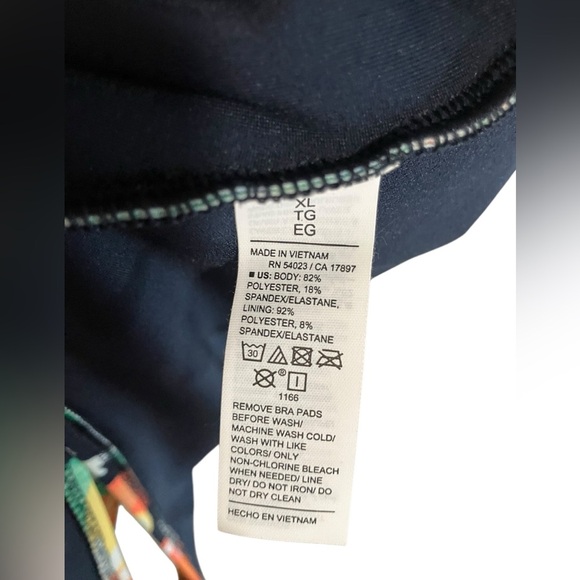 XL
TG
EG
MADE IN VIETNAM
RN 54023 / CA 17897
■ US: BODY: 82%
POLYESTER, 18%
SPANDEX/ELASTANE,
LINING: 92%
POLYESTER, 8%
SPANDEX/ELASTANE
30
®
1166
REMOVE BRA PADS
BEFORE WASH/
MACHINE WASH COLD/
WASH WITH LIKE
COLORS/ ONLY
NON-CHLORINE BLEACH
WHEN NEEDED/ LINE
DRY/ DO NOT IRON/ DO
NOT DRY CLEAN
HECHO EN VIETNAM